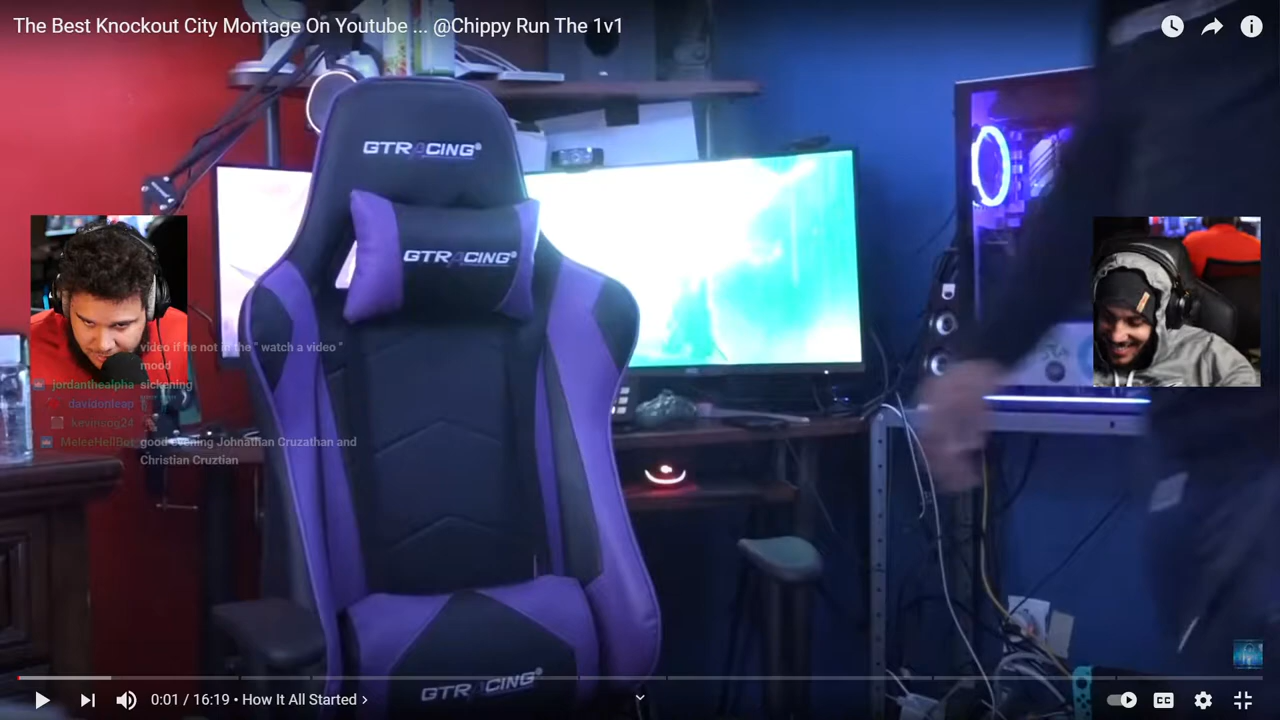 The Best Knockout City Montage On Youtube ... @Chippy Run The 1v1
GTRACING®
GTRACING®
video if he not in the " watch a video "
mood
jordanthealpha sickening
davidonleap
kevinsog24
MeleeHellBot good evening Johnathan Cruzathan and
Christian Cruztian
GTRACING®
0:01 / 16:19 • How It All Started ›
CC